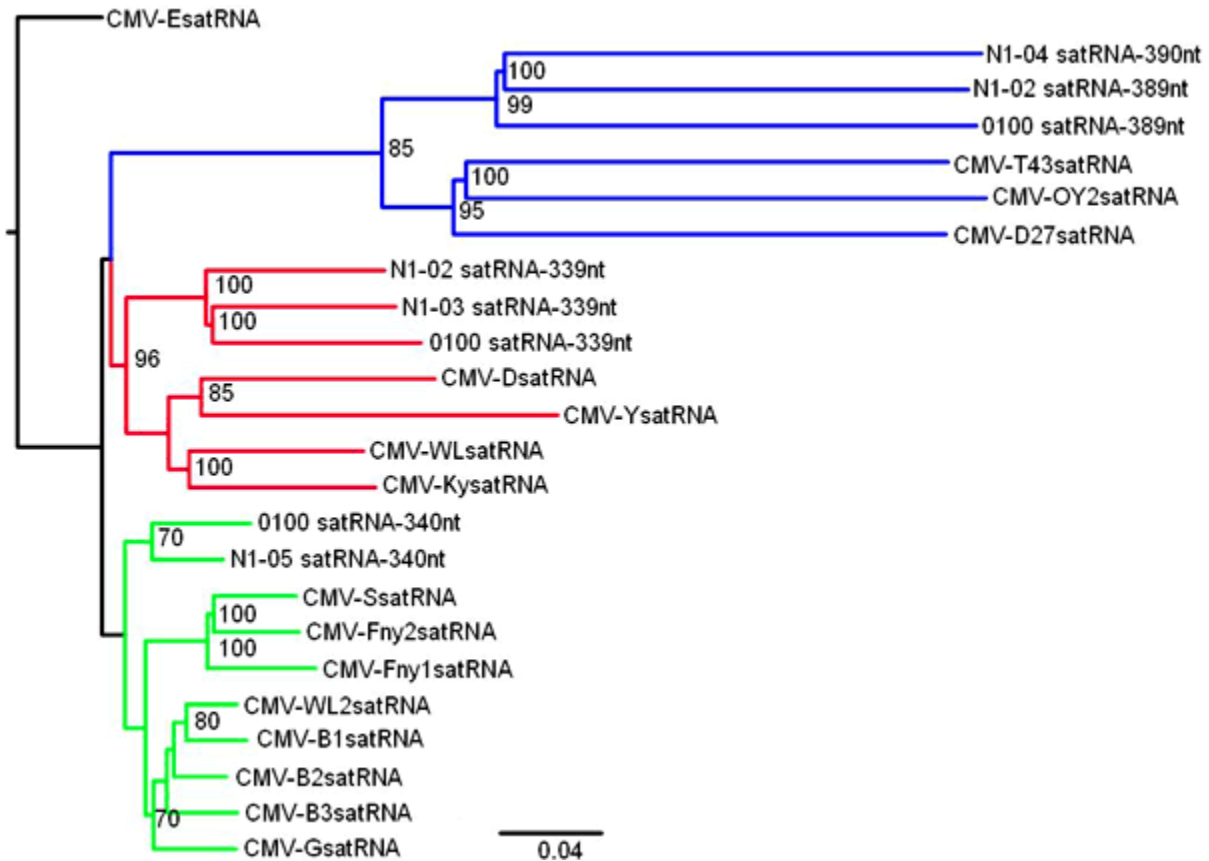 CMV-EsatRNA
N1-04 satRNA-390nt
100
N1-02 satRNA-389nt
99
0100 satRNA-389nt
85
CMV-T43satRNA
100
CMV-OY2satRNA
95
CMV-D27satRNA
N1-02 satRNA-339nt
100
N1-03 satRNA-339nt
100
0100 satRNA-339nt
96
CMV-DsatRNA
85
CMV-YsatRNA
CMV-WLsatRNA
100
CMV-KysatRNA
0100 satRNA-340nt
70
N1-05 satRNA-340nt
CMV-SsatRNA
100
CMV-Fny2satRNA
100
CMV-Fny1satRNA
CMV-WL2satRNA
80
CMV-B1satRNA
CMV-B2satRNA
CMV-B3satRNA
70
CMV-GsatRNA
0.04